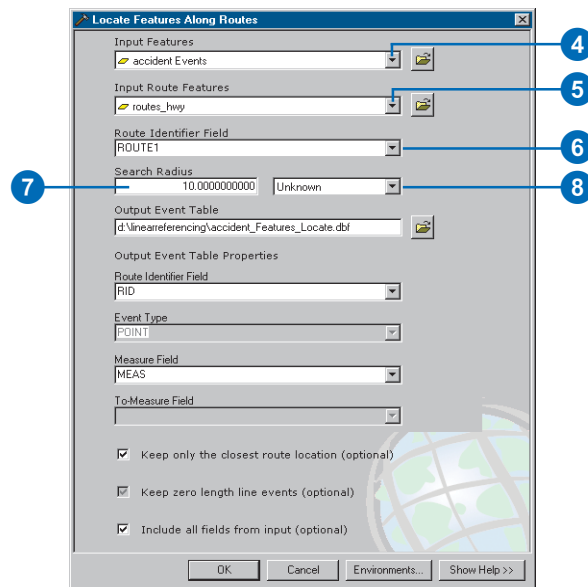 Locate Features Along Routes
Input Features
accident Events
4
Input Route Features
routes_hwy
5
Route Identifier Field
ROUTE1
6
Search Radius
7
10.0000000000
Unknown
8
Output Event Table
d:\linearreferencing\accident_Features_Locate.dbf
Output Event Table Properties
Route Identifier Field
RID
Event Type
POINT
Measure Field
MEAS
To-Measure Field
Keep only the closest route location (optional)
Keep zero length line events (optional)
Include all fields from input (optional)
OK
Cancel
Environments...
Show Help >>